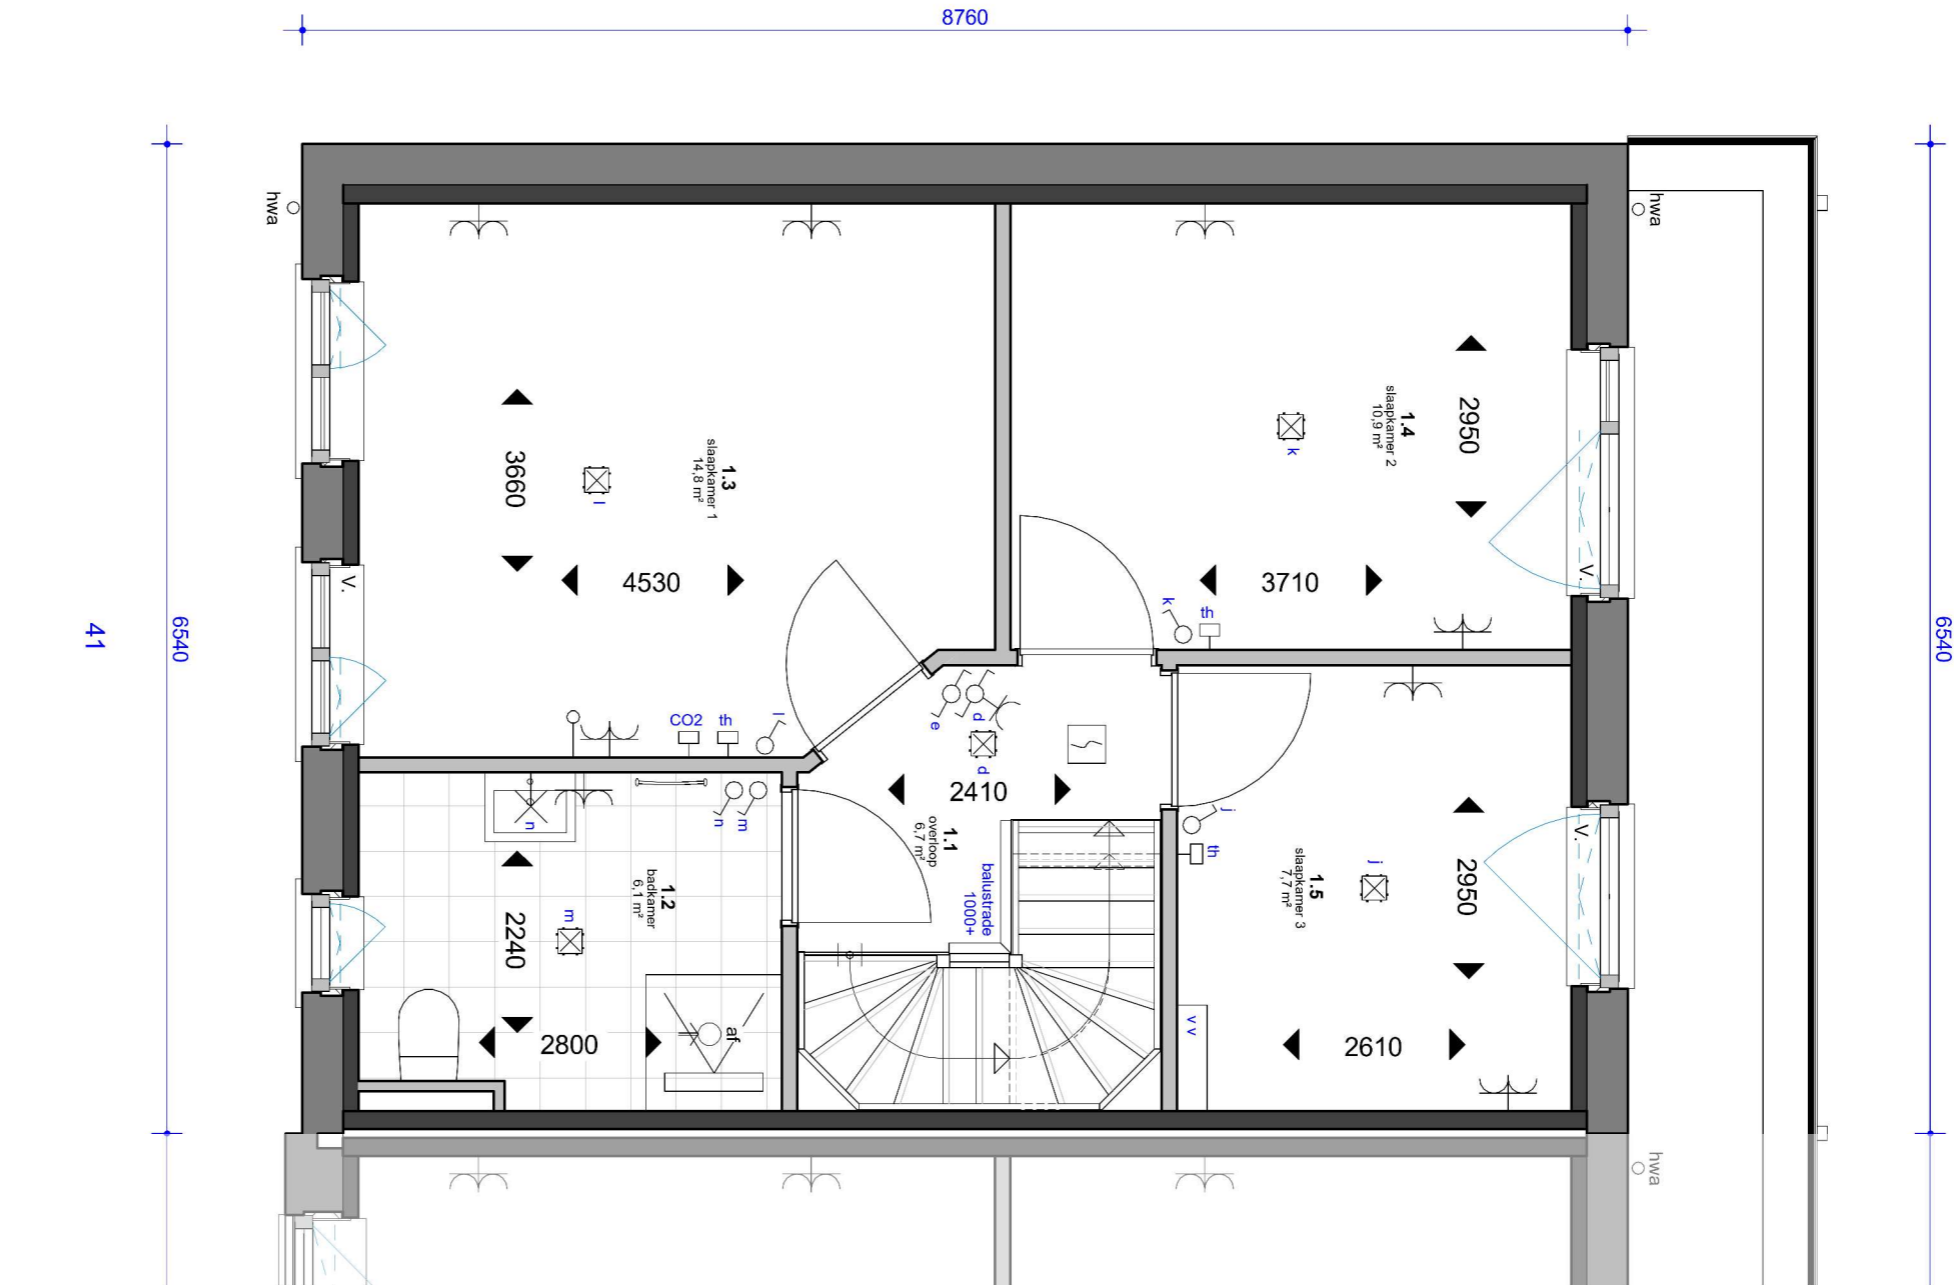 8760
hwa
hwa
41
6540
6540
3660
1.3
slaapkamer 1
14,8 m²
l
4530
V.
CO2
th
l
1.4
slaapkamer 2
10,9 m²
k
2950
3710
V.
k
th
e
d
d
2410
1.1
overloop
6,7 m²
balustrade
1000+
n
n
m
1.2
badkamer
6,1 m²
m
2240
2800
af
j
th
1.5
slaapkamer 3
7,7 m²
j
2950
V.
v v
2610
hwa